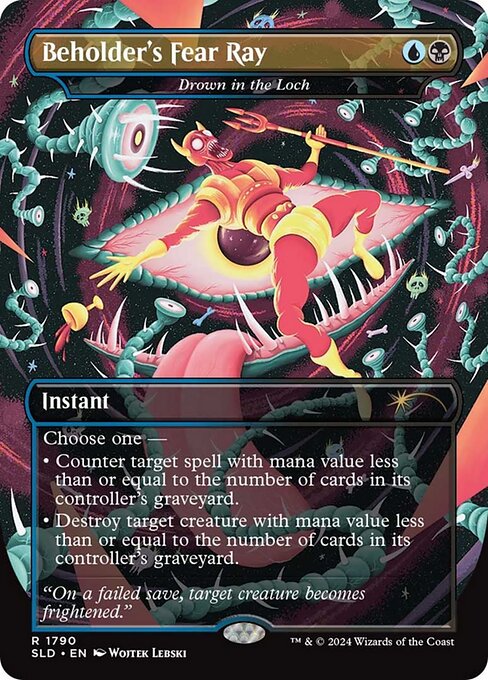 Beholder's Fear Ray
Drown in the Loch
Instant
Choose one —
• Counter target spell with mana value less
than or equal to the number of cards in its
controller's graveyard.
• Destroy target creature with mana value less
than or equal to the number of cards in its
controller's graveyard.
"On a failed save, target creature becomes
frightened."
R 1790
SLD • EN Wojtek Łebski
™ & © 2024 Wizards of the Coast